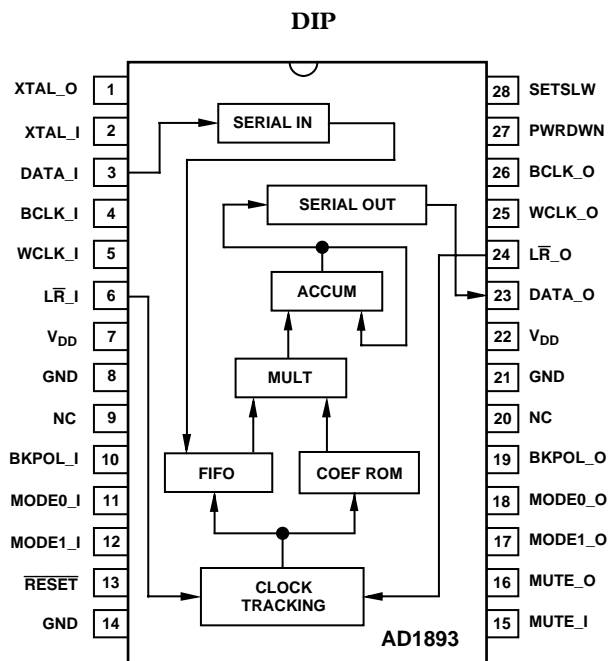 DIP
XTAL_O 1
XTAL_I 2
DATA_I 3
BCLK_I 4
WCLK_I 5
LR̅_I 6
VDD 7
GND 8
NC 9
BKPOL_I 10
MODE0_I 11
MODE1_I 12
R̅E̅S̅E̅T̅ 13
GND 14
SERIAL IN
SERIAL OUT
ACCUM
MULT
FIFO
COEF ROM
CLOCK
TRACKING
AD1893
28 SETSLW
27 PWRDWN
26 BCLK_O
25 WCLK_O
24 LR̅_O
23 DATA_O
22 VDD
21 GND
20 NC
19 BKPOL_O
18 MODE0_O
17 MODE1_O
16 MUTE_O
15 MUTE_I